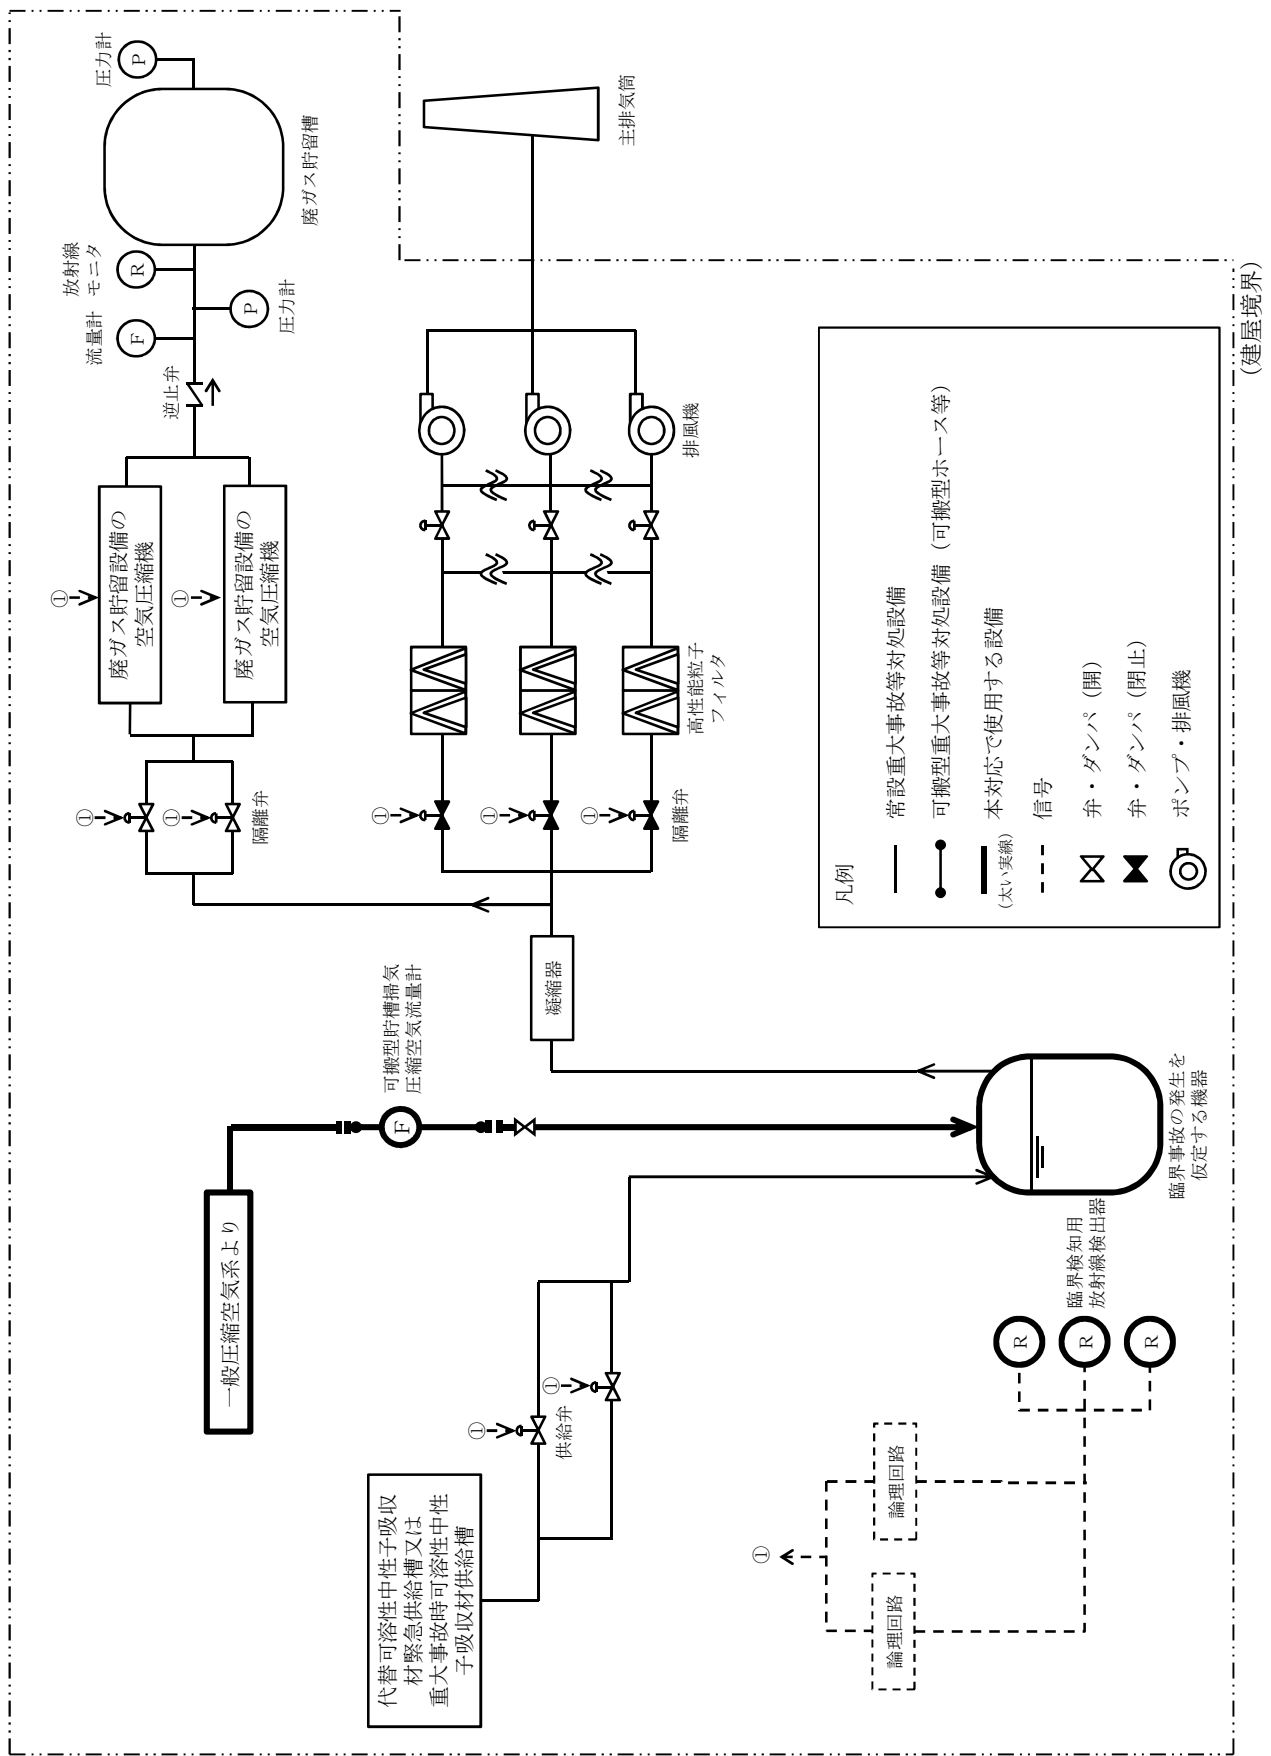 代替可溶性中性子吸収
材緊急供給槽又は
重大事故時可溶性中性
子吸収材供給槽
①
供給弁
①
一般圧縮空気系より
可搬型貯槽掃気
圧縮空気流量計
F
①
論理回路
論理回路
R
R
R
臨界検知用
放射線検出器
臨界事故の発生を
仮定する機器
凝縮器
①
①
隔離弁
①
①
①
隔離弁
①
廃ガス貯留設備の
空気圧縮機
①
廃ガス貯留設備の
空気圧縮機
逆止弁
流量計
F
放射線
モニタ
R
P
圧力計
圧力計
P
廃ガス貯留槽
高性能粒子
フィルタ
排風機
主排気筒
凡例
常設重大事故等対処設備
可搬型重大事故等対処設備（可搬型ホース等）
本対応で使用する設備
(太い実線)
信号
弁・ダンパ（開）
弁・ダンパ（閉止）
ポンプ・排風機
(建屋境界)